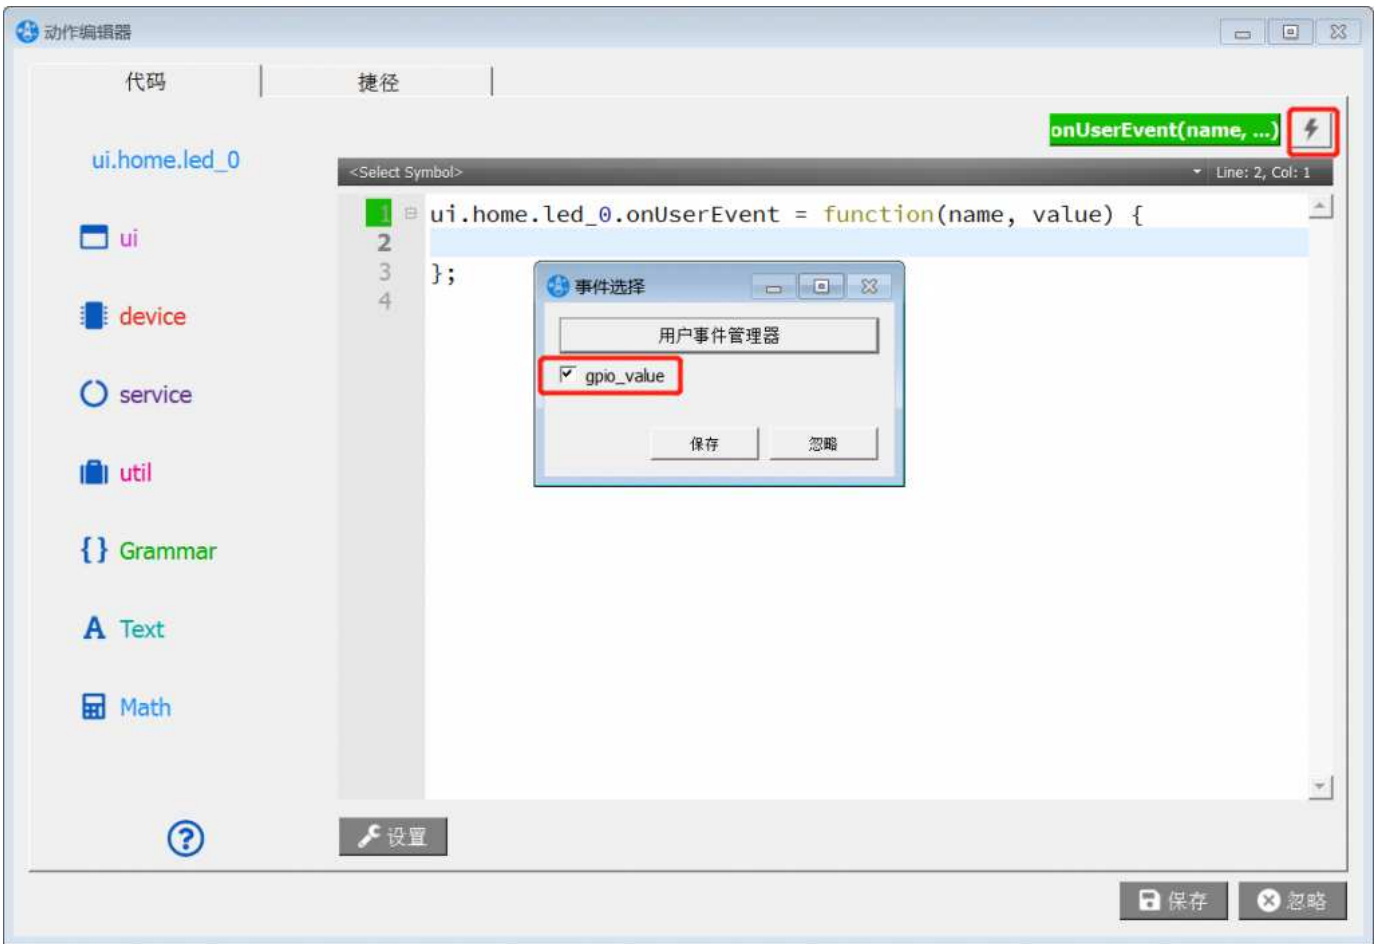 动作编辑器
代码 捷径
onUserEvent(name, ...)
ui.home.led_0
<Select Symbol> Line: 2, Col: 1
1 ui.home.led_0.onUserEvent = function(name, value) {
2
3 };
4
ui
device
service
util
{} Grammar
A Text
Math
事件选择
用户事件管理器
gpio_value
保存 忽略
?
设置
保存 忽略